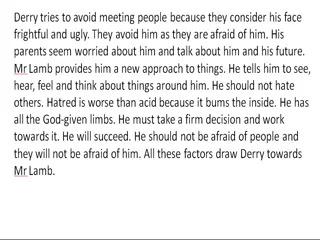 Derry tries to avoid meeting people because they consider his face
frightful and ugly. They avoid him as they are afraid of him. His
parents seem worried about him and talk about him and his future.
Mr Lamb provides him a new approach to things. He tells him to see,
hear, feel and think about things around him. He should not hate
others. Hatred is worse than acid because it bums the inside. He has
all the God-given limbs. He must take a firm decision and work
towards it. He will succeed. He should not be afraid of people and
they will not be afraid of him. All these factors draw Derry towards
Mr Lamb.